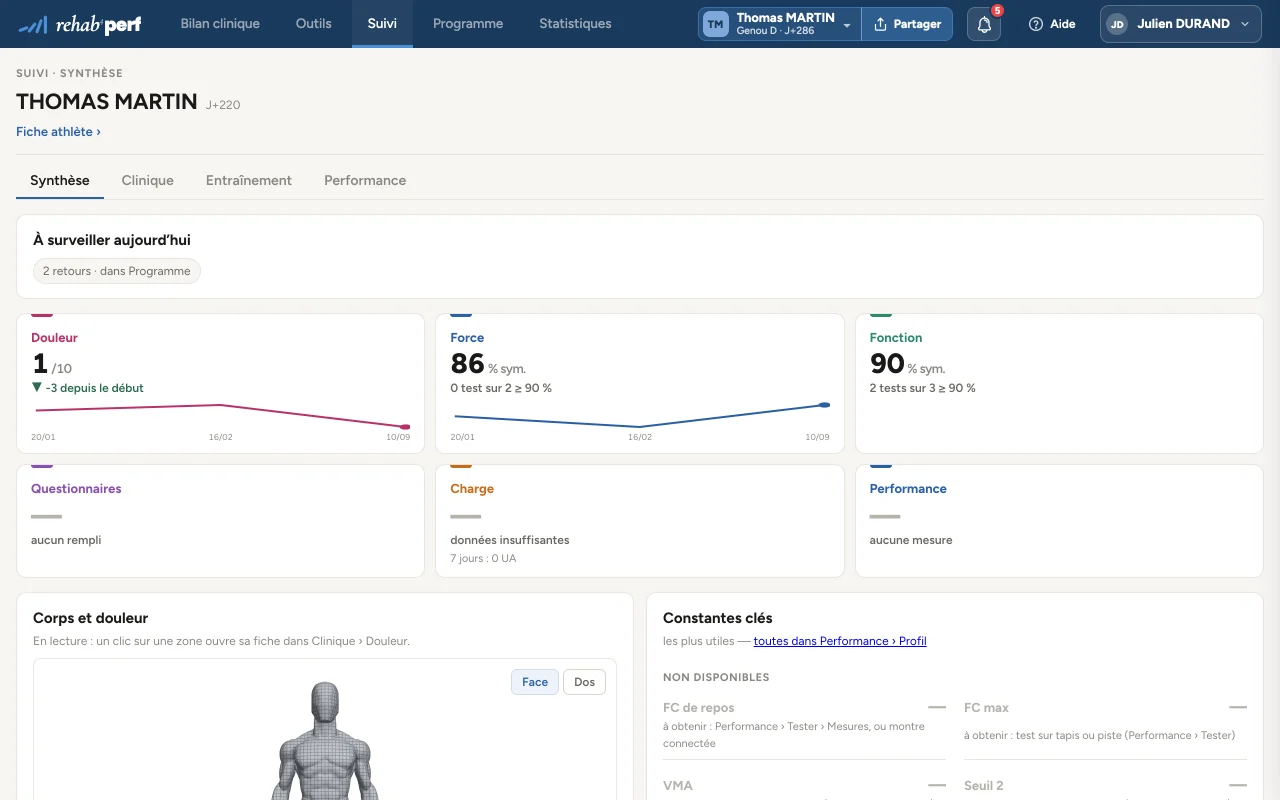 rehab'perf
Bilan clinique
Outils
Suivi
Programme
Statistiques
TM
Thomas MARTIN
Genou D · J+286
Partager
5
Aide
JD
Julien DURAND
SUIVI · SYNTHÈSE
THOMAS MARTIN J+220
Fiche athlète ›
Synthèse
Clinique
Entraînement
Performance
À surveiller aujourd'hui
2 retours · dans Programme
Douleur
1 /10
▼ -3 depuis le début
20/01 16/02 10/09
Force
86 % sym.
0 test sur 2 ≥ 90 %
20/01 16/02 10/09
Fonction
90 % sym.
2 tests sur 3 ≥ 90 %
Questionnaires
—
aucun rempli
Charge
—
données insuffisantes
7 jours : 0 UA
Performance
—
aucune mesure
Corps et douleur
En lecture : un clic sur une zone ouvre sa fiche dans Clinique › Douleur.
Face
Dos
Constantes clés
les plus utiles — toutes dans Performance › Profil
NON DISPONIBLES
FC de repos —
à obtenir : Performance › Tester › Mesures, ou montre
connectée
FC max —
à obtenir : test sur tapis ou piste (Performance › Tester)
VMA —
Seuil 2 —